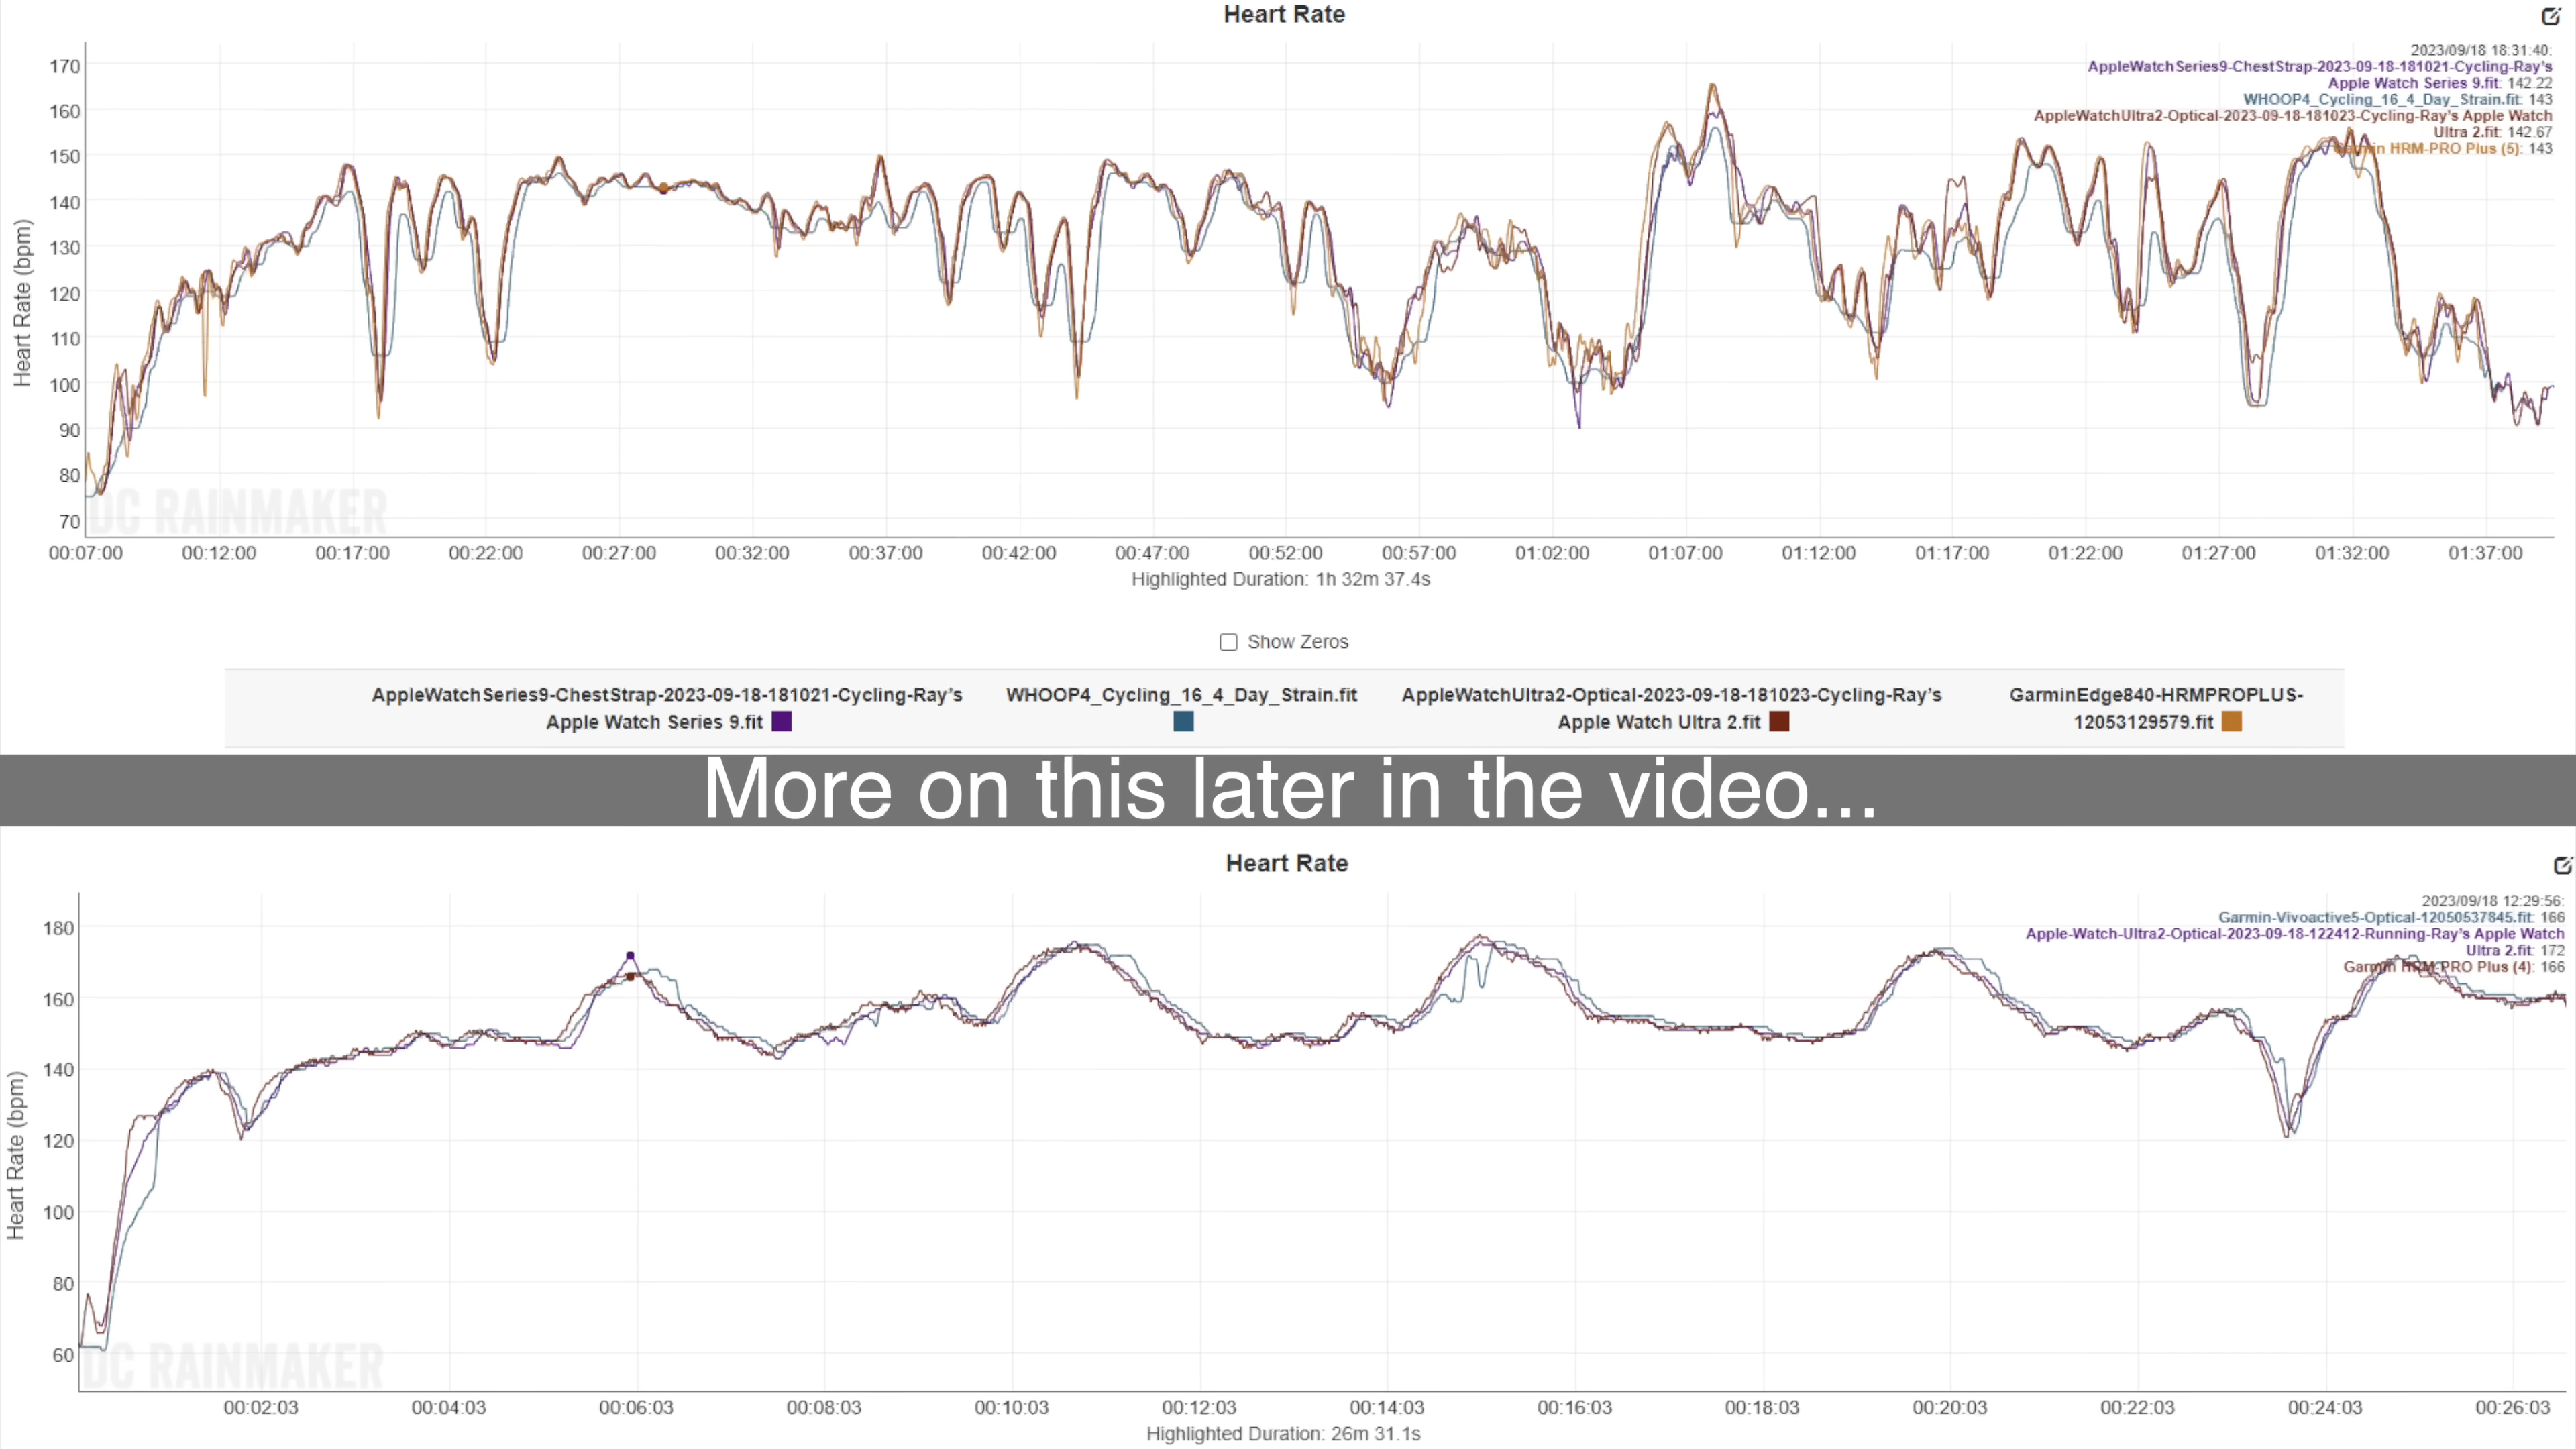 Heart Rate
2023/09/18 18:31:40:
AppleWatchSeries9-ChestStrap-2023-09-18-181021-Cycling-Ray's
Apple Watch Series 9.fit: 142.22
WHOOP4_Cycling_16_4_Day_Strain.fit: 143
AppleWatchUltra2-Optical-2023-09-18-181023-Cycling-Ray's Apple Watch
Ultra 2.fit: 142.67
Garmin HRM-PRO Plus (5): 143
170
160
150
140
130
120
110
100
90
80
70
Heart Rate (bpm)
DC RAINMAKER
00:07:00 00:12:00 00:17:00 00:22:00 00:27:00 00:32:00 00:37:00 00:42:00 00:47:00 00:52:00 00:57:00 01:02:00 01:07:00 01:12:00 01:17:00 01:22:00 01:27:00 01:32:00 01:37:00
Highlighted Duration: 1h 32m 37.4s
Show Zeros
AppleWatchSeries9-ChestStrap-2023-09-18-181021-Cycling-Ray's
Apple Watch Series 9.fit
WHOOP4_Cycling_16_4_Day_Strain.fit
AppleWatchUltra2-Optical-2023-09-18-181023-Cycling-Ray's
Apple Watch Ultra 2.fit
GarminEdge840-HRMPROPLUS-
12053129579.fit
More on this later in the video...
Heart Rate
2023/09/18 12:29:56:
Garmin-Vivoactive5-Optical-12050537845.fit: 166
Apple-Watch-Ultra2-Optical-2023-09-18-122412-Running-Ray's Apple Watch
Ultra 2.fit: 172
Garmin HRM-PRO Plus (4): 166
180
160
140
120
100
80
60
Heart Rate (bpm)
DC RAINMAKER
00:02:03 00:04:03 00:06:03 00:08:03 00:10:03 00:12:03 00:14:03 00:16:03 00:18:03 00:20:03 00:22:03 00:24:03 00:26:03
Highlighted Duration: 26m 31.1s